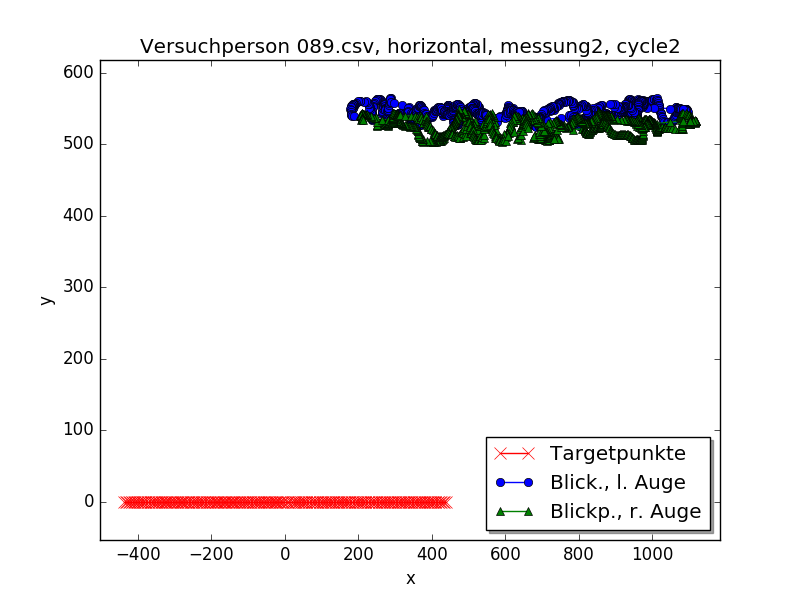 Versuchperson 089.csv, horizontal, messung2, cycle2
600
500
400
300
200
100
0
y
−400 −200 0 200 400 600 800 1000
x
Targetpunkte
Blick., l. Auge
Blickp., r. Auge